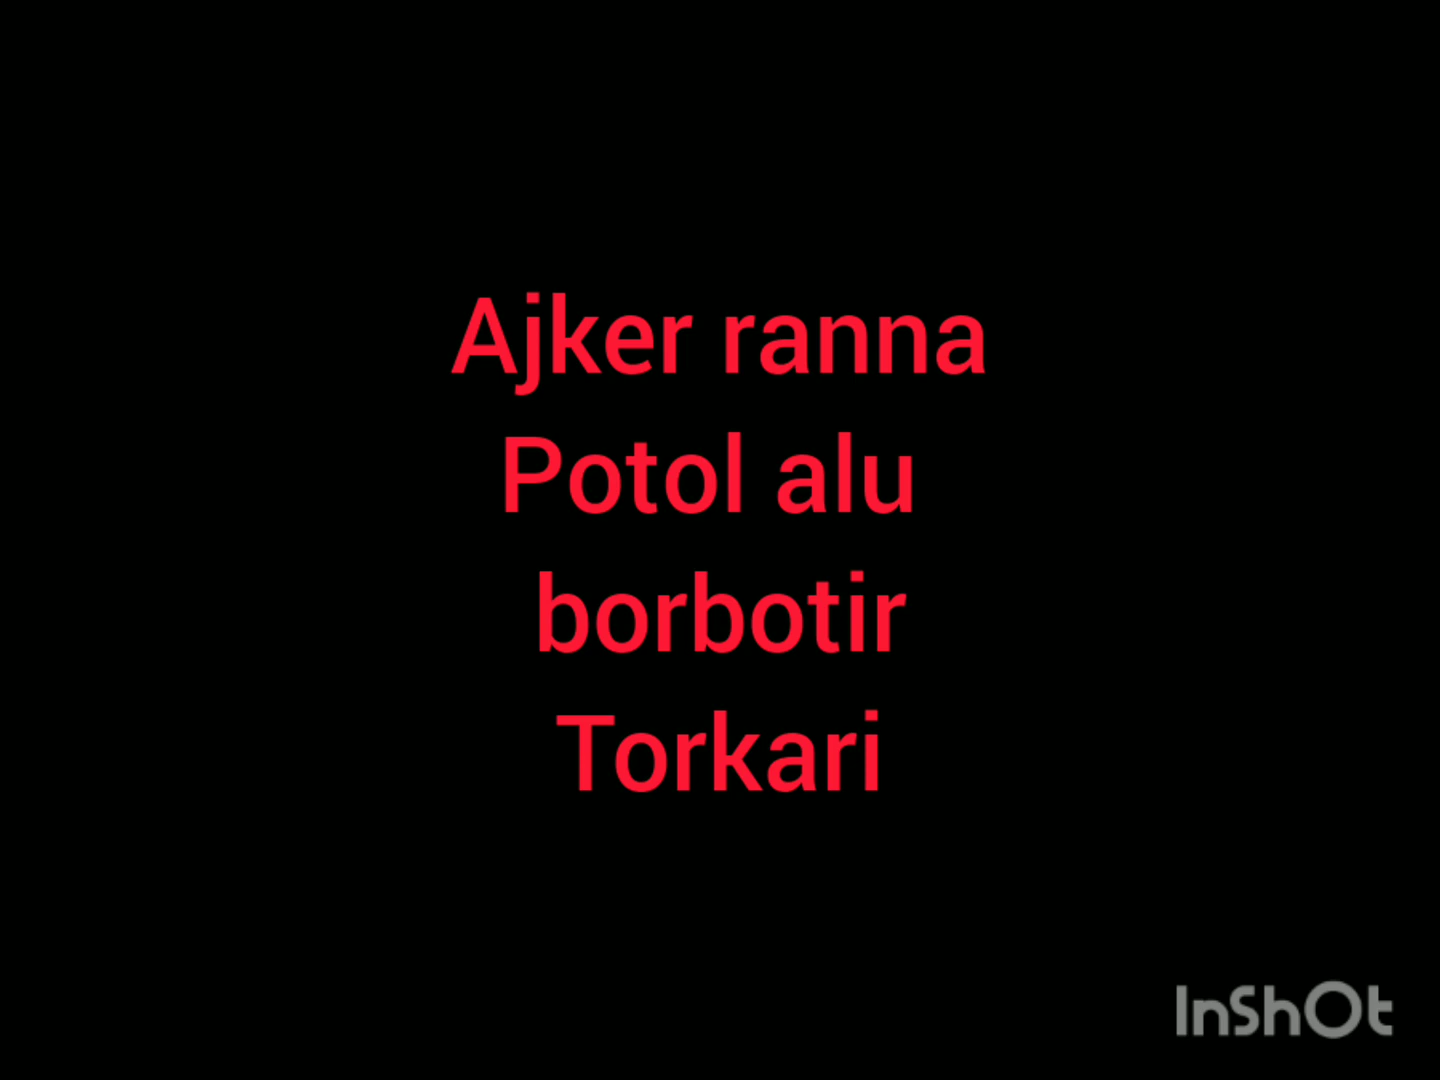 Ajker ranna
Potol alu
borbotir
Torkari
InShOt